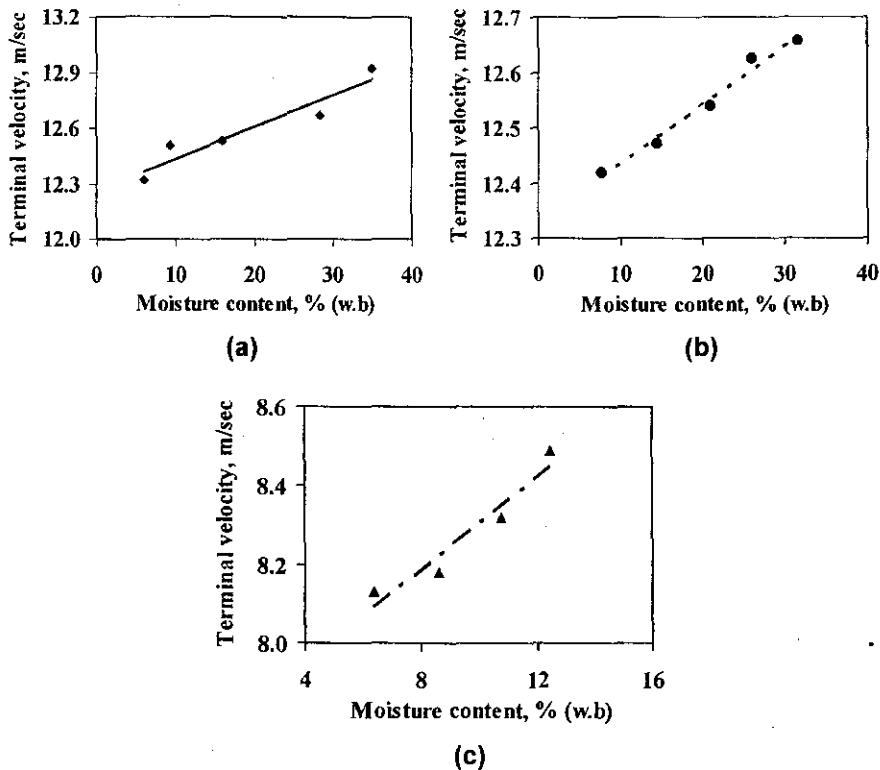 13.2
12.9
12.6
12.3
12.0
Terminal velocity, m/sec
0 10 20 30 40
Moisture content, % (w.b)
(a)
12.7
12.6
12.5
12.4
12.3
Terminal velocity, m/sec
0 10 20 30 40
Moisture content, % (w.b)
(b)
8.6
8.4
8.2
8.0
Terminal velocity, m/sec
4 8 12 16
Moisture content, % (w.b)
(c)